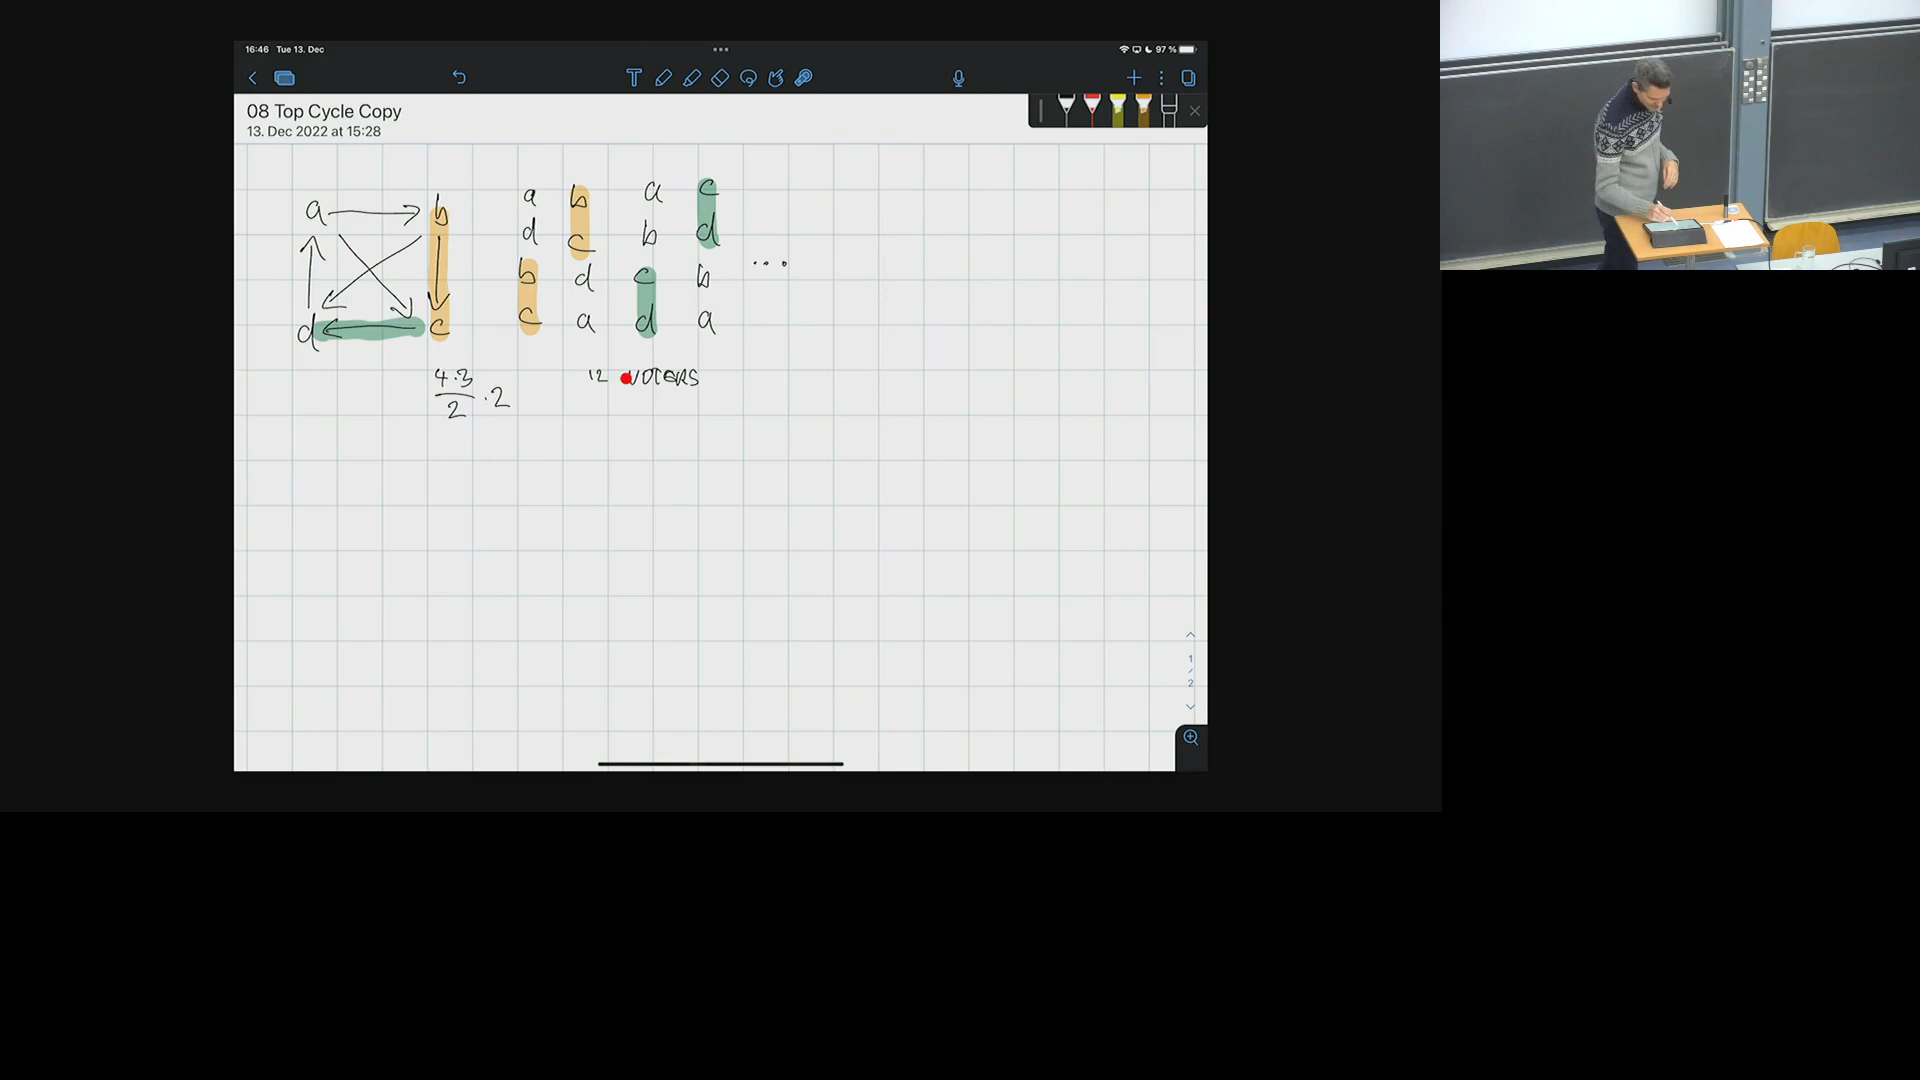 16:46 Tue 13. Dec 97 %
08 Top Cycle Copy
13. Dec 2022 at 15:28
a b a b a c
d c d b d
b d c b ...
d c c a d a
4·3 12 VOTERS
2 ·2
1
/
2